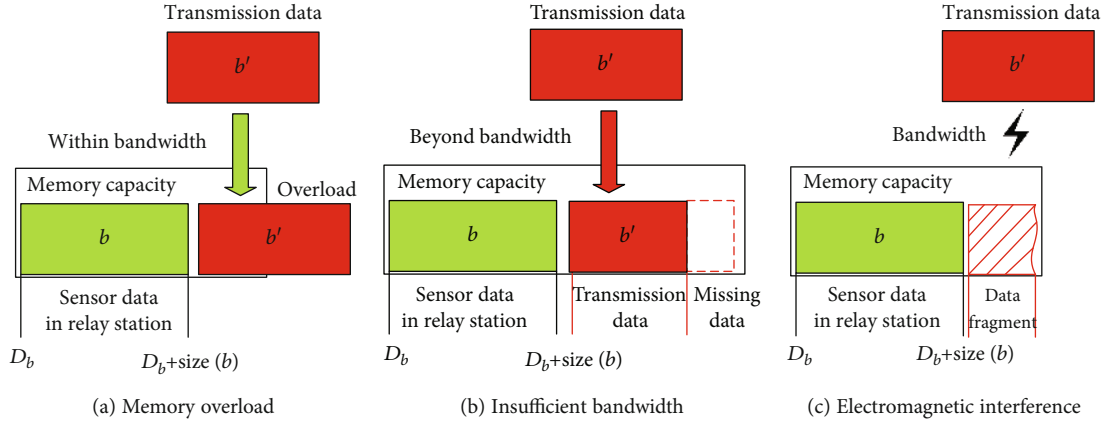 Transmission data
b′
Within bandwidth
Memory capacity
Overload
b
b′
Sensor data
in relay station
D_b
D_b+size (b)
(a) Memory overload
Transmission data
b′
Beyond bandwidth
Memory capacity
b
b′
Sensor data
in relay station
Transmission
data
Missing
data
D_b+size (b)
(b) Insufficient bandwidth
Transmission data
b′
Bandwidth
Memory capacity
b
Sensor data
in relay station
Data
fragment
D_b
D_b+size (b)
(c) Electromagnetic interference